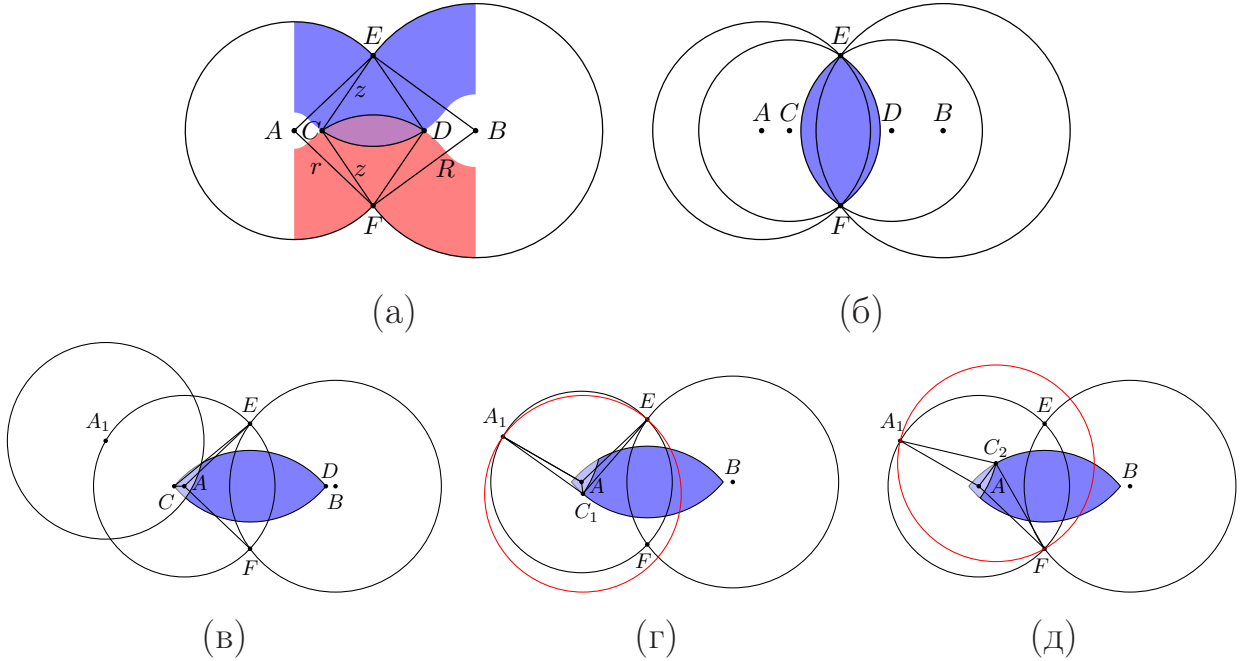 E
z
A C D B
r z R
F
(а)
E
A C D B
F
(б)
A₁
E
C A D
B
F
(в)
A₁
E
A B
C₁
F
(г)
A₁
E
C₂
A B
F
(д)